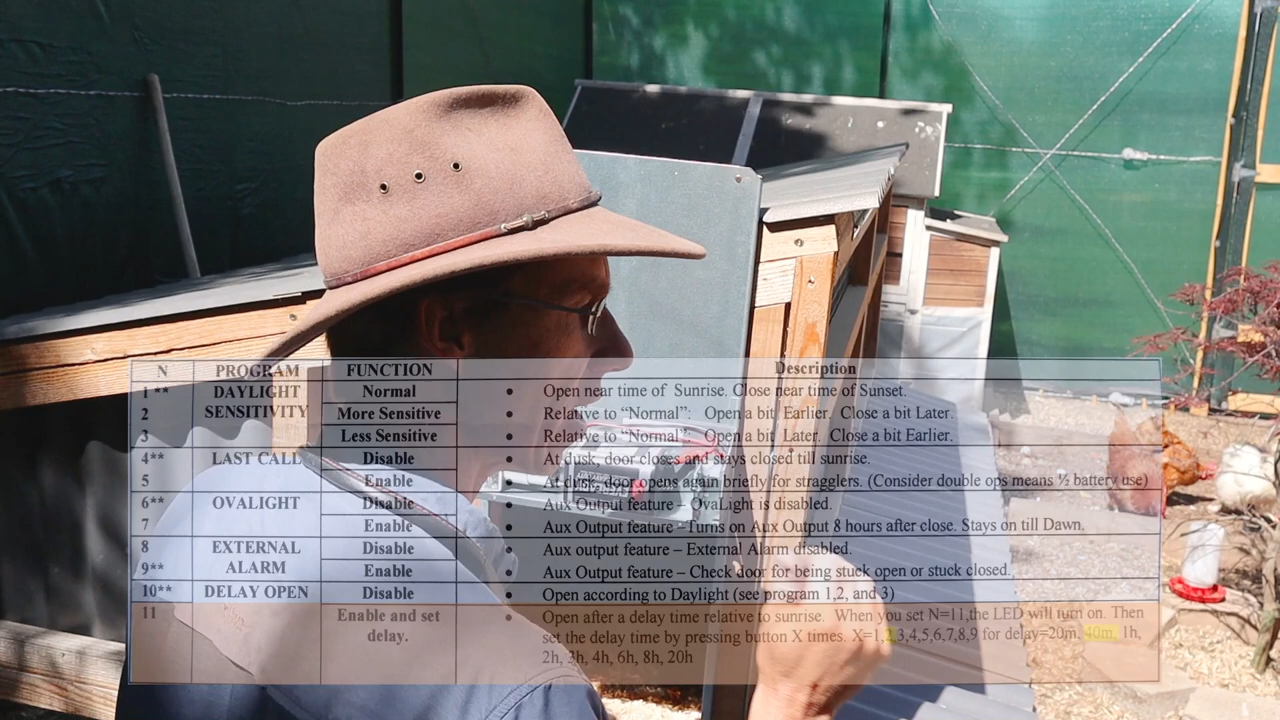 N PROGRAM FUNCTION Description
1 ** DAYLIGHT SENSITIVITY Normal • Open near time of Sunrise. Close near time of Sunset.
2 More Sensitive • Relative to “Normal”: Open a bit Earlier. Close a bit Later.
3 Less Sensitive • Relative to “Normal”: Open a bit Later. Close a bit Earlier.
4** LAST CALL Disable • At dusk, door closes and stays closed till sunrise.
5 Enable • At dusk, door opens again briefly for stragglers. (Consider double ops means ½ battery use)
6** OVALIGHT Disable • Aux Output feature – OvaLight is disabled.
7 Enable • Aux Output feature – Turns on Aux Output 8 hours after close. Stays on till Dawn.
8 EXTERNAL ALARM Disable • Aux output feature – External Alarm disabled.
9** Enable • Aux Output feature – Check door for being stuck open or stuck closed.
10** DELAY OPEN Disable • Open according to Daylight (see program 1,2, and 3)
11 Enable and set delay. • Open after a delay time relative to sunrise. When you set N=11,the LED will turn on. Then
set the delay time by pressing button X times. X=1,2,3,4,5,6,7,8,9 for delay=20m, 40m, 1h,
2h, 3h, 4h, 6h, 8h, 20h